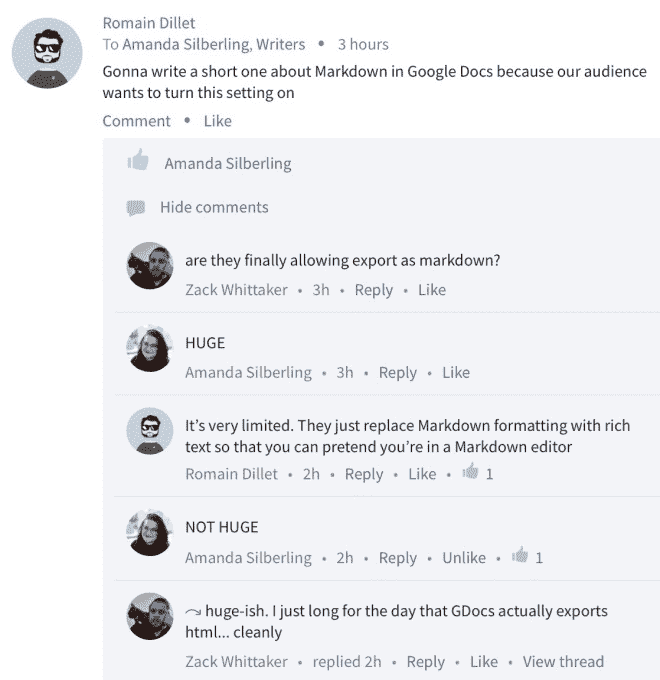 Romain Dillet
To Amanda Silberling, Writers • 3 hours
Gonna write a short one about Markdown in Google Docs because our audience
wants to turn this setting on
Comment • Like
Amanda Silberling
Hide comments
are they finally allowing export as markdown?
Zack Whittaker • 3h • Reply • Like
HUGE
Amanda Silberling • 3h • Reply • Like
It's very limited. They just replace Markdown formatting with rich
text so that you can pretend you're in a Markdown editor
Romain Dillet • 2h • Reply • Like • 1
NOT HUGE
Amanda Silberling • 2h • Reply • Unlike • 1
huge-ish. I just long for the day that GDocs actually exports
html... cleanly
Zack Whittaker • replied 2h • Reply • Like • View thread